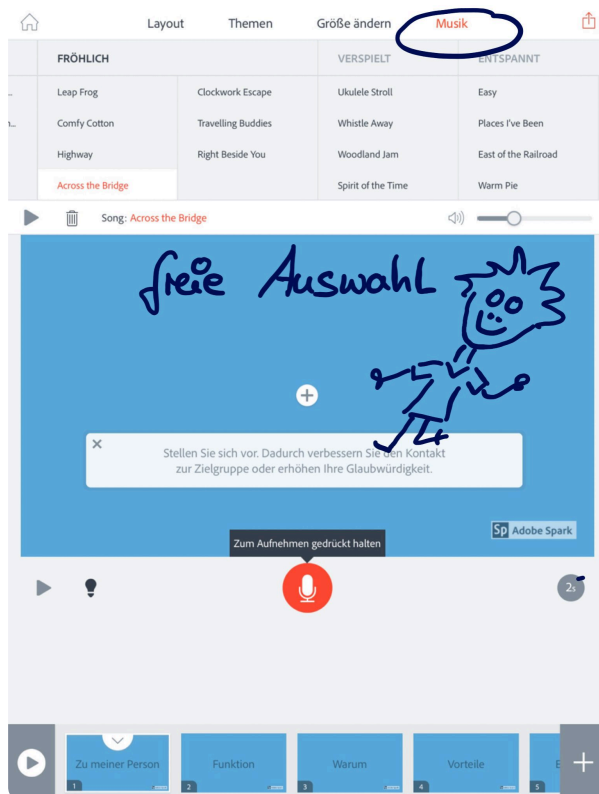 Layout Themen Größe ändern Musik
FRÖHLICH VERSPIELT ENTSPANNT
Leap Frog Clockwork Escape Ukulele Stroll Easy
Comfy Cotton Travelling Buddies Whistle Away Places I've Been
Highway Right Beside You Woodland Jam East of the Railroad
Across the Bridge Spirit of the Time Warm Pie
Song: Across the Bridge
freie Auswahl
Stellen Sie sich vor. Dadurch verbessern Sie den Kontakt
zur Zielgruppe oder erhöhen Ihre Glaubwürdigkeit.
Sp Adobe Spark
Zum Aufnehmen gedrückt halten
2s
Zu meiner Person Funktion Warum Vorteile
1 2 3 4 5